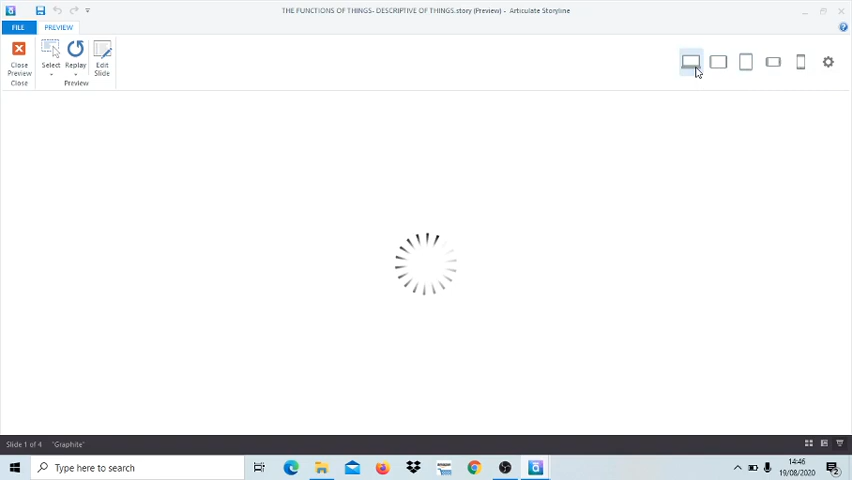 THE FUNCTIONS OF THINGS- DESCRIPTIVE OF THINGS.story (Preview) - Articulate Storyline
FILE PREVIEW
Close Preview
Select
Replay
Edit Slide
Close
Preview
Slide 1 of 4 "Graphite"
Type here to search
14:46
19/08/2020
2